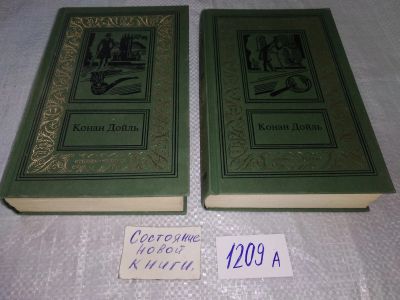 Конан Дойль
Конан Дойль
Состояние
новой
книги.
1209 А